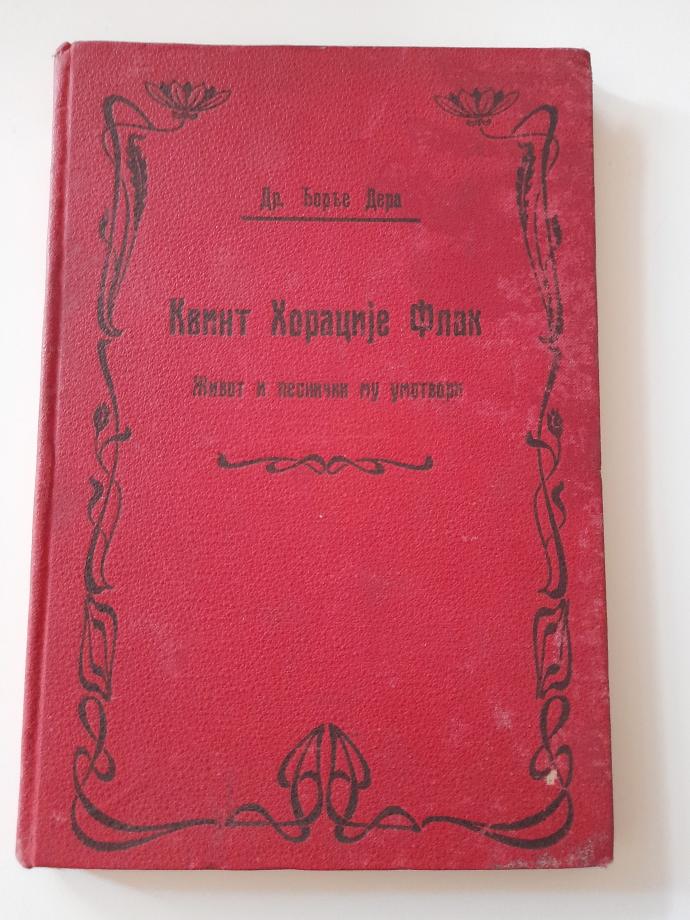 Др. Ђорђе Дера
Квинт Хорације Флак
Живот и песнички му умотвори